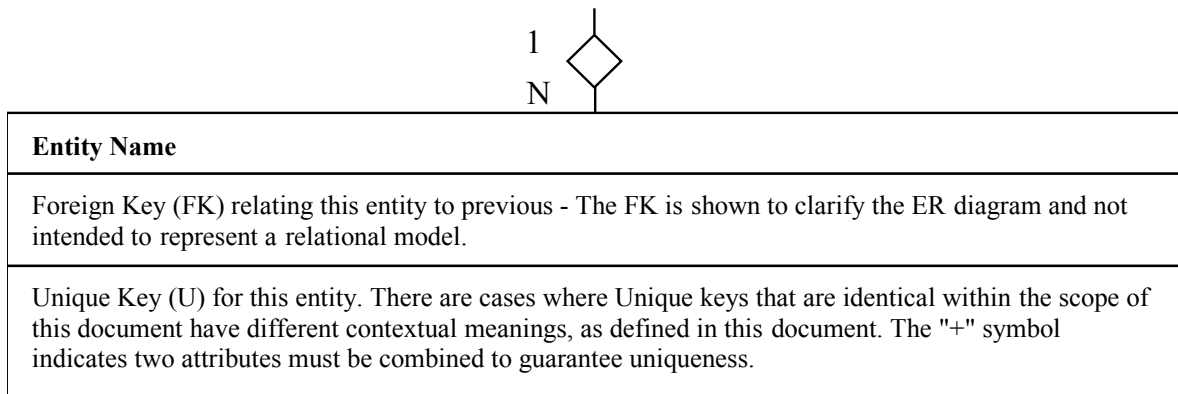 1
N
Entity Name
Foreign Key (FK) relating this entity to previous - The FK is shown to clarify the ER diagram and not
intended to represent a relational model.
Unique Key (U) for this entity. There are cases where Unique keys that are identical within the scope of
this document have different contextual meanings, as defined in this document. The "+" symbol
indicates two attributes must be combined to guarantee uniqueness.